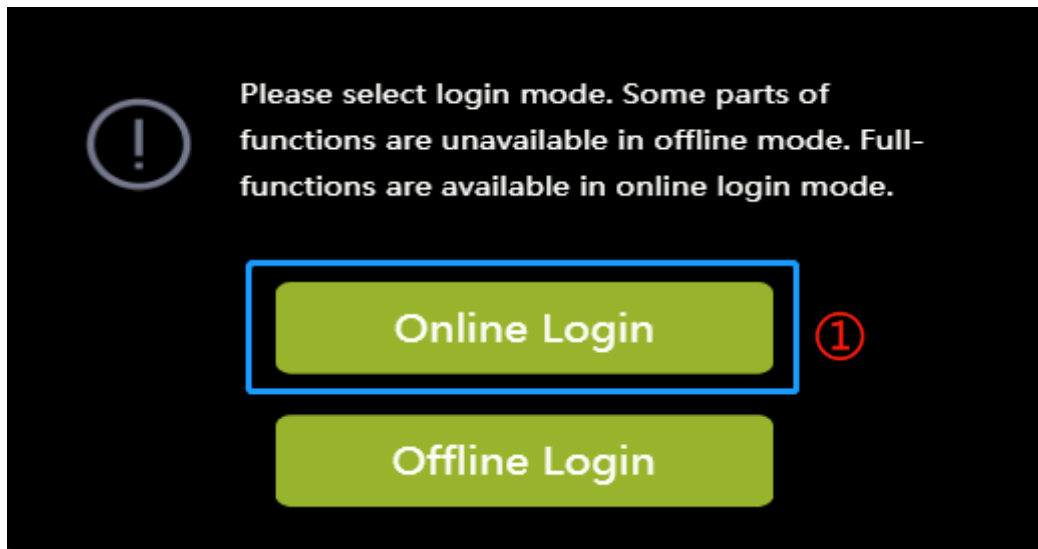 Please select login mode. Some parts of
functions are unavailable in offline mode. Full-
functions are available in online login mode.
Online Login
①
Offline Login